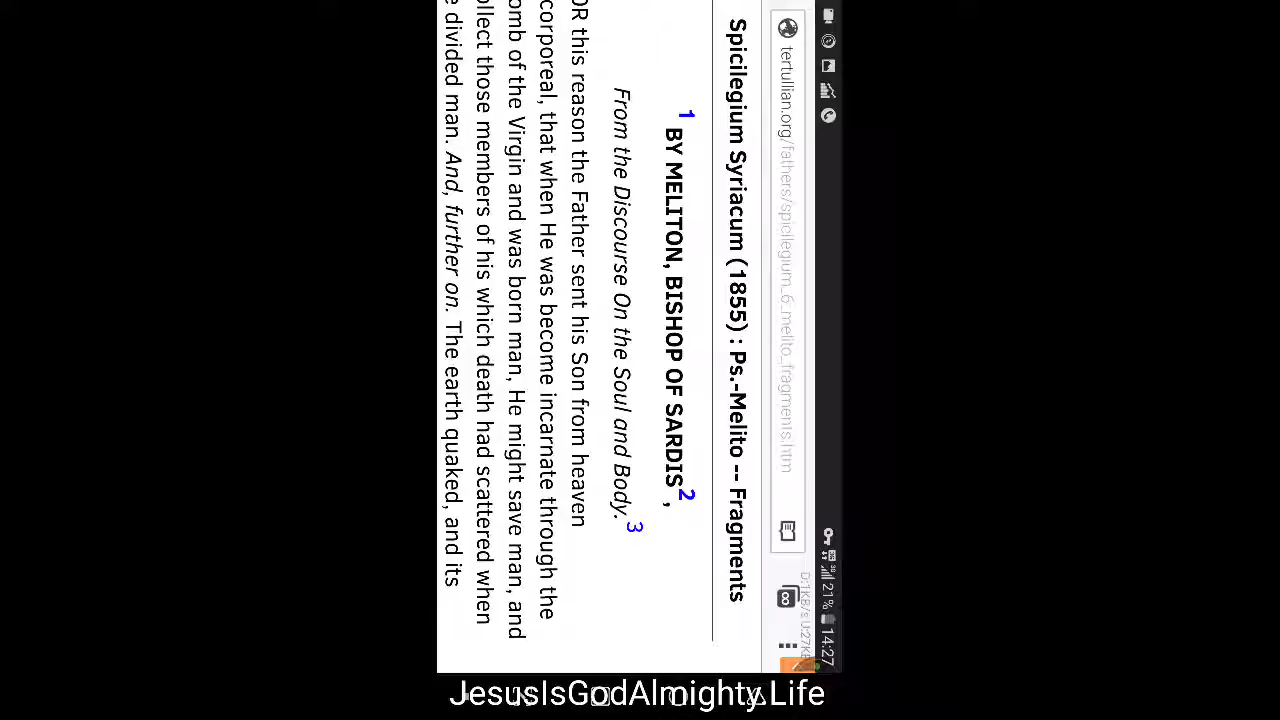 21% 14:27
D:1KB/s U:27KB
tertullian.org/fathers/spicilegium_6_melito_fragments.htm
Spicilegium Syriacum (1855) : Ps.-Melito -- Fragments
1 BY MELITON, BISHOP OF SARDIS2,
From the Discourse On the Soul and Body.3
OR this reason the Father sent his Son from heaven
corporeal, that when He was become incarnate through the
omb of the Virgin and was born man, He might save man, and
ollect those members of his which death had scattered when
e divided man. And, further on. The earth quaked, and its
JesusIsGodAlmighty.Life